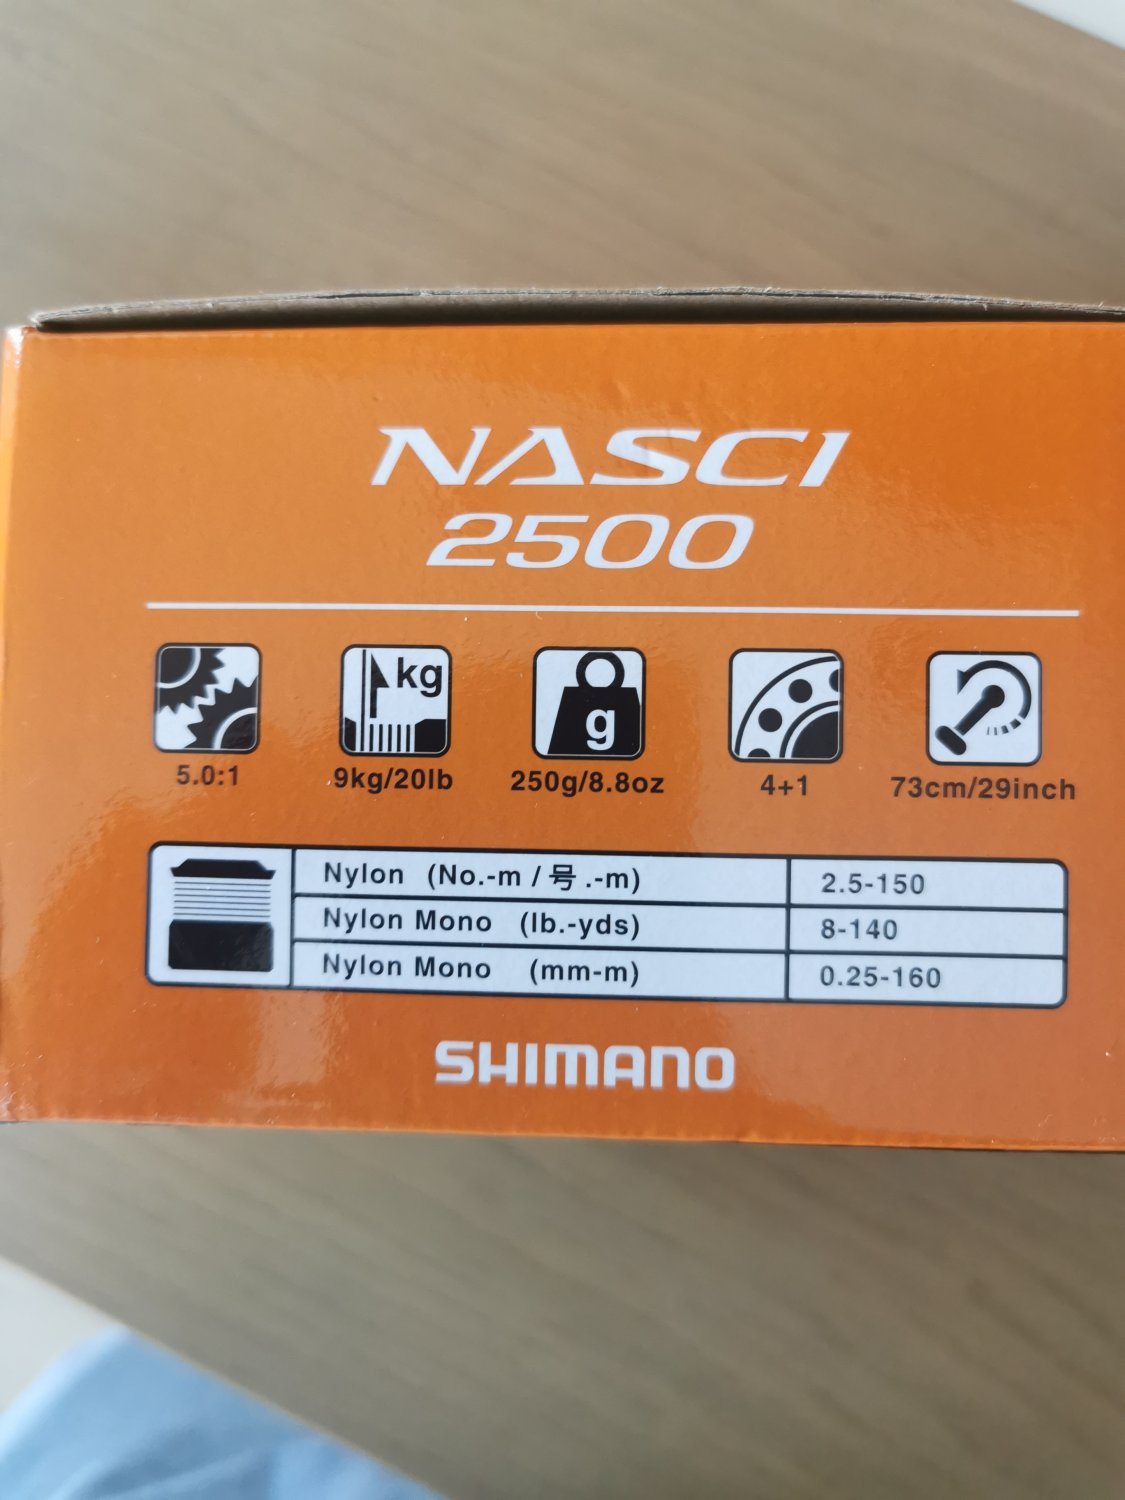 NASCI
2500
kg
g
5.0:1 9kg/20lb 250g/8.8oz 4+1 73cm/29inch
Nylon (No.-m / 号 .-m) 2.5-150
Nylon Mono (lb.-yds) 8-140
Nylon Mono (mm-m) 0.25-160
SHIMANO